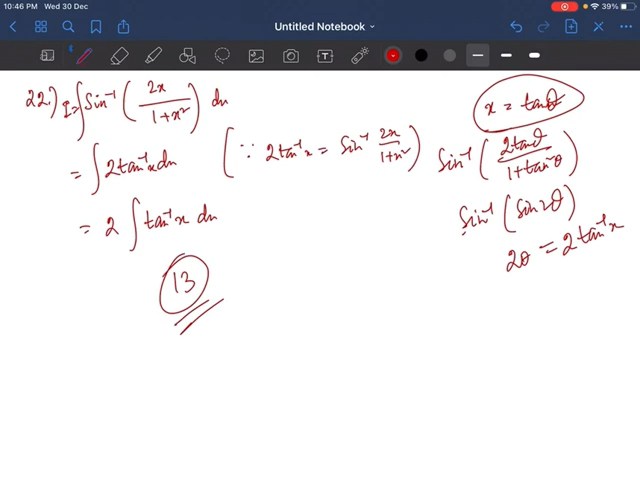 10:46 PM Wed 30 Dec
39%
Untitled Notebook
22.) I = ∫ Sin⁻¹ (2x / 1+x²) dx
= ∫ 2tan⁻¹x dx (∵ 2tan⁻¹x = Sin⁻¹ 2x / 1+x²)
= 2 ∫ tan⁻¹x dx
13
x = tanθ
Sin⁻¹ (2tanθ / 1+tan²θ)
Sin⁻¹ (Sin2θ)
2θ = 2tan⁻¹x